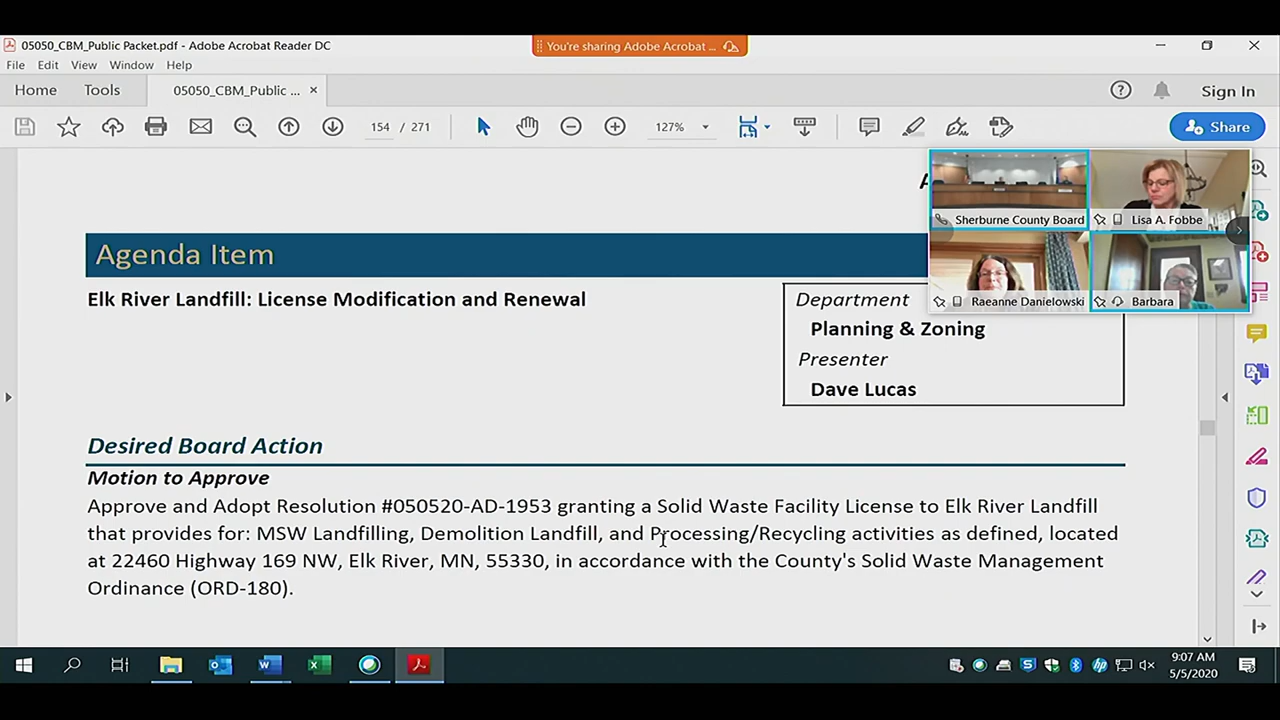 05050_CBM_Public Packet.pdf - Adobe Acrobat Reader DC
You're sharing Adobe Acrobat ...
File Edit View Window Help
Home Tools 05050_CBM_Public ... × Sign In
154 / 271 127% Share
A
Sherburne County Board
Lisa A. Fobbe
Agenda Item
Elk River Landfill: License Modification and Renewal
Raeanne Danielowski
Barbara
Department
Planning & Zoning
Presenter
Dave Lucas
Desired Board Action
Motion to Approve
Approve and Adopt Resolution #050520-AD-1953 granting a Solid Waste Facility License to Elk River Landfill
that provides for: MSW Landfilling, Demolition Landfill, and Processing/Recycling activities as defined, located
at 22460 Highway 169 NW, Elk River, MN, 55330, in accordance with the County's Solid Waste Management
Ordinance (ORD-180).
9:07 AM
5/5/2020